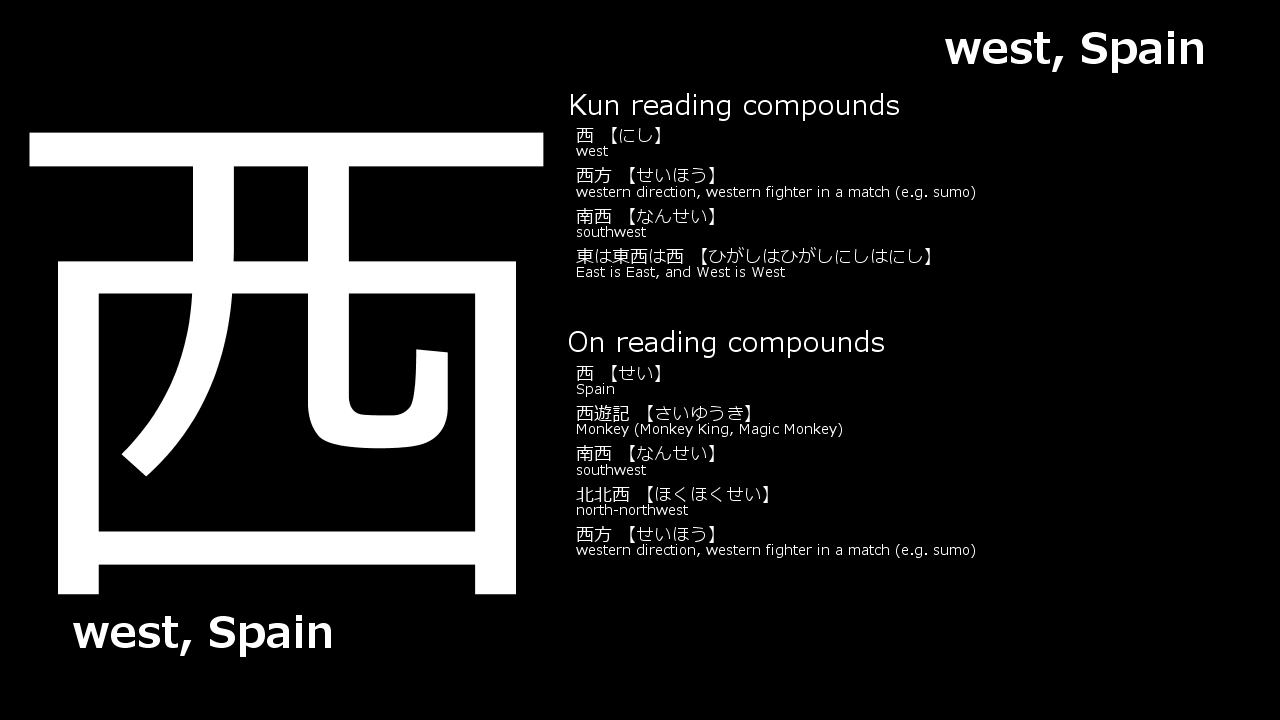 west, Spain
西
Kun reading compounds
西 【にし】
west
西方 【せいほう】
western direction, western fighter in a match (e.g. sumo)
南西 【なんせい】
southwest
東は東西は西 【ひがしはひがしにしはにし】
East is East, and West is West
On reading compounds
西 【せい】
Spain
西遊記 【さいゆうき】
Monkey (Monkey King, Magic Monkey)
南西 【なんせい】
southwest
北北西 【ほくほくせい】
north-northwest
西方 【せいほう】
western direction, western fighter in a match (e.g. sumo)
west, Spain